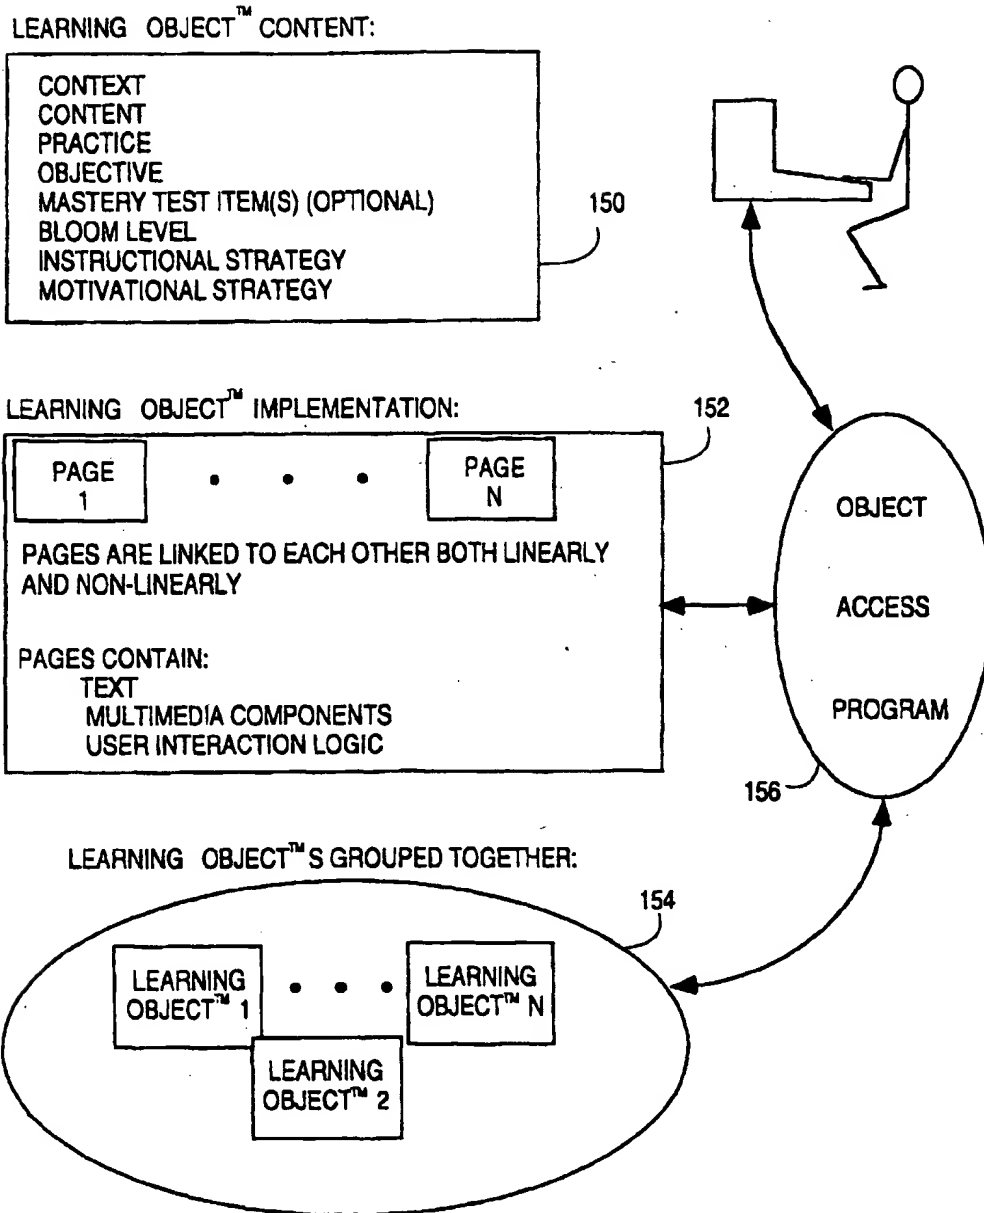 LEARNING OBJECT™ CONTENT:
CONTEXT
CONTENT
PRACTICE
OBJECTIVE
MASTERY TEST ITEM(S) (OPTIONAL)
BLOOM LEVEL
INSTRUCTIONAL STRATEGY
MOTIVATIONAL STRATEGY
150
LEARNING OBJECT™ IMPLEMENTATION:
152
PAGE
1
PAGE
N
PAGES ARE LINKED TO EACH OTHER BOTH LINEARLY
AND NON-LINEARLY
PAGES CONTAIN:
TEXT
MULTIMEDIA COMPONENTS
USER INTERACTION LOGIC
OBJECT
ACCESS
PROGRAM
156
LEARNING OBJECT™S GROUPED TOGETHER:
154
LEARNING
OBJECT™ 1
LEARNING
OBJECT™ N
LEARNING
OBJECT™ 2